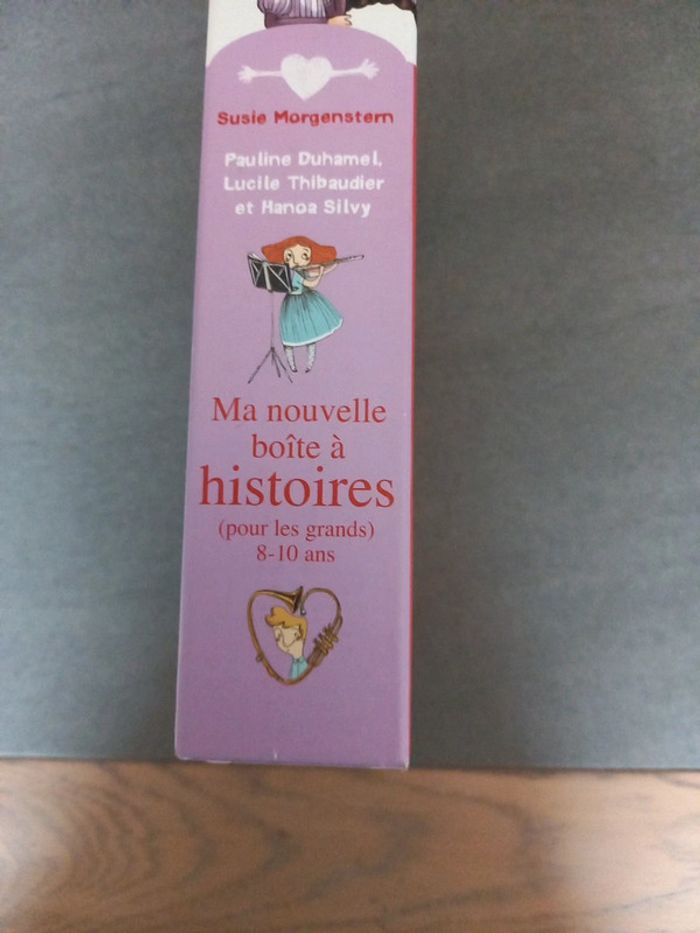 Susie Morgenstern
Pauline Duhamel,
Lucile Thibaudier
et Hanoa Silvy
Ma nouvelle
boîte à
histoires
(pour les grands)
8-10 ans